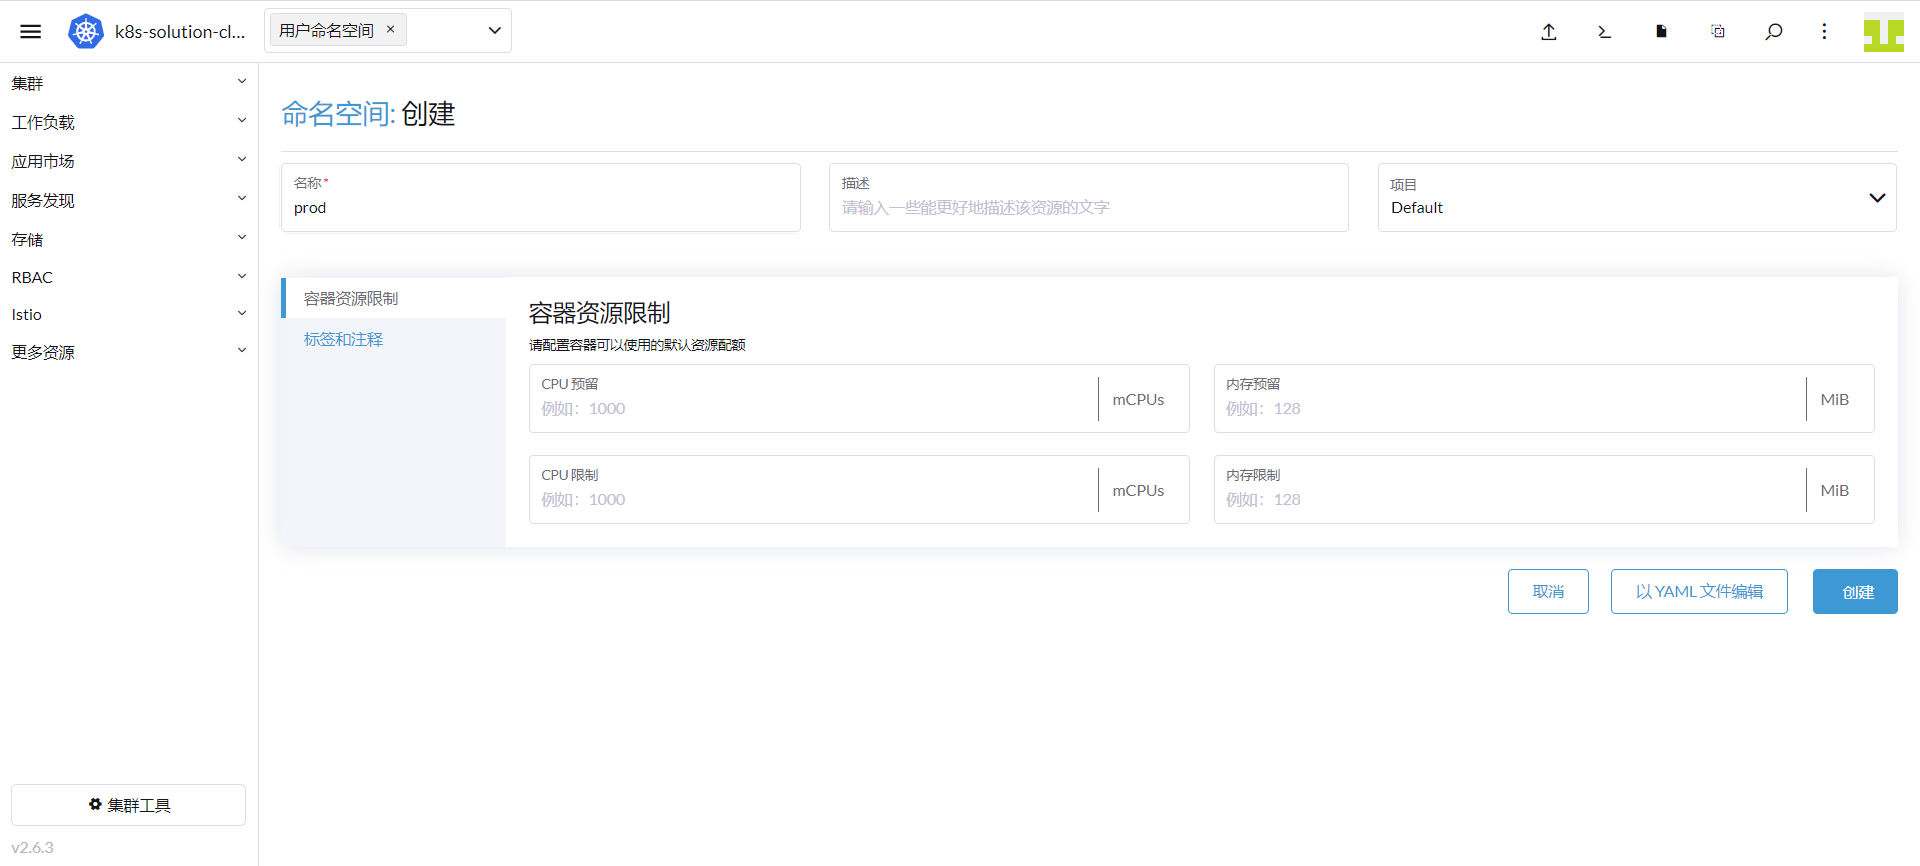 k8s-solution-cl...
用户命名空间 ×
集群
工作负载
应用市场
服务发现
存储
RBAC
Istio
更多资源
集群工具
v2.6.3
命名空间: 创建
名称*
prod
描述
请输入一些能更好地描述该资源的文字
项目
Default
容器资源限制
标签和注释
容器资源限制
请配置容器可以使用的默认资源配额
CPU 预留
例如：1000
mCPUs
内存预留
例如：128
MiB
CPU 限制
例如：1000
mCPUs
内存限制
例如：128
MiB
取消
以 YAML 文件编辑
创建